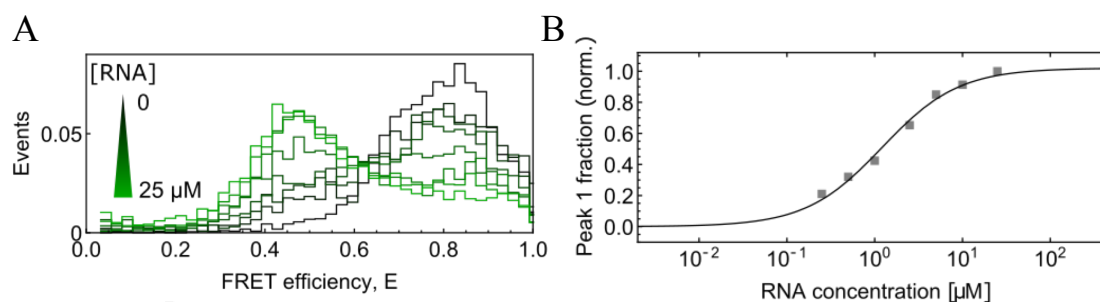 A
[RNA]
0
25 µM
Events
0.05
0
0.0 0.2 0.4 0.6 0.8 1.0
FRET efficiency, E
B
Peak 1 fraction (norm.)
1.0
0.8
0.6
0.4
0.2
0.0
10⁻² 10⁻¹ 10⁰ 10¹ 10²
RNA concentration [µM]